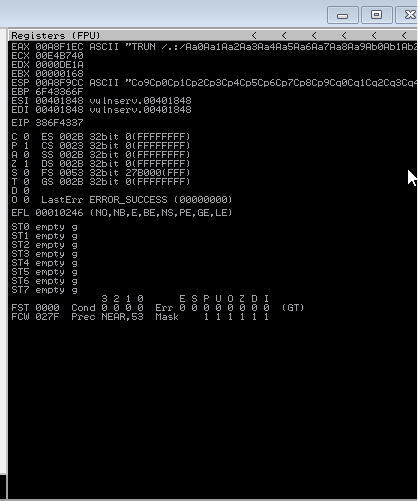 Registers (FPU) < < < < < <
EAX 00A8F1EC ASCII "TRUN /.:/Aa0Aa1Aa2Aa3Aa4Aa5Aa6Aa7Aa8Aa9Ab0Ab1Ab2
ECX 00E4B740
EDX 0000DE1A
EBX 00000168
ESP 00A8F9CC ASCII "Co9Cp0Cp1Cp2Cp3Cp4Cp5Cp6Cp7Cp8Cp9Cq0Cq1Cq2Cq3Cq4
EBP 6F43366F
ESI 00401848 vulnserv.00401848
EDI 00401848 vulnserv.00401848
EIP 386F4337
C 0 ES 002B 32bit 0(FFFFFFFF)
P 1 CS 0023 32bit 0(FFFFFFFF)
A 0 SS 002B 32bit 0(FFFFFFFF)
Z 1 DS 002B 32bit 0(FFFFFFFF)
S 0 FS 0053 32bit 27B000(FFF)
T 0 GS 002B 32bit 0(FFFFFFFF)
D 0
O 0 LastErr ERROR_SUCCESS (00000000)
EFL 00010246 (NO,NB,E,BE,NS,PE,GE,LE)
ST0 empty g
ST1 empty g
ST2 empty g
ST3 empty g
ST4 empty g
ST5 empty g
ST6 empty g
ST7 empty g
3 2 1 0 E S P U O Z D I
FST 0000 Cond 0 0 0 0 Err 0 0 0 0 0 0 0 0 (GT)
FCW 027F Prec NEAR,53 Mask 1 1 1 1 1 1